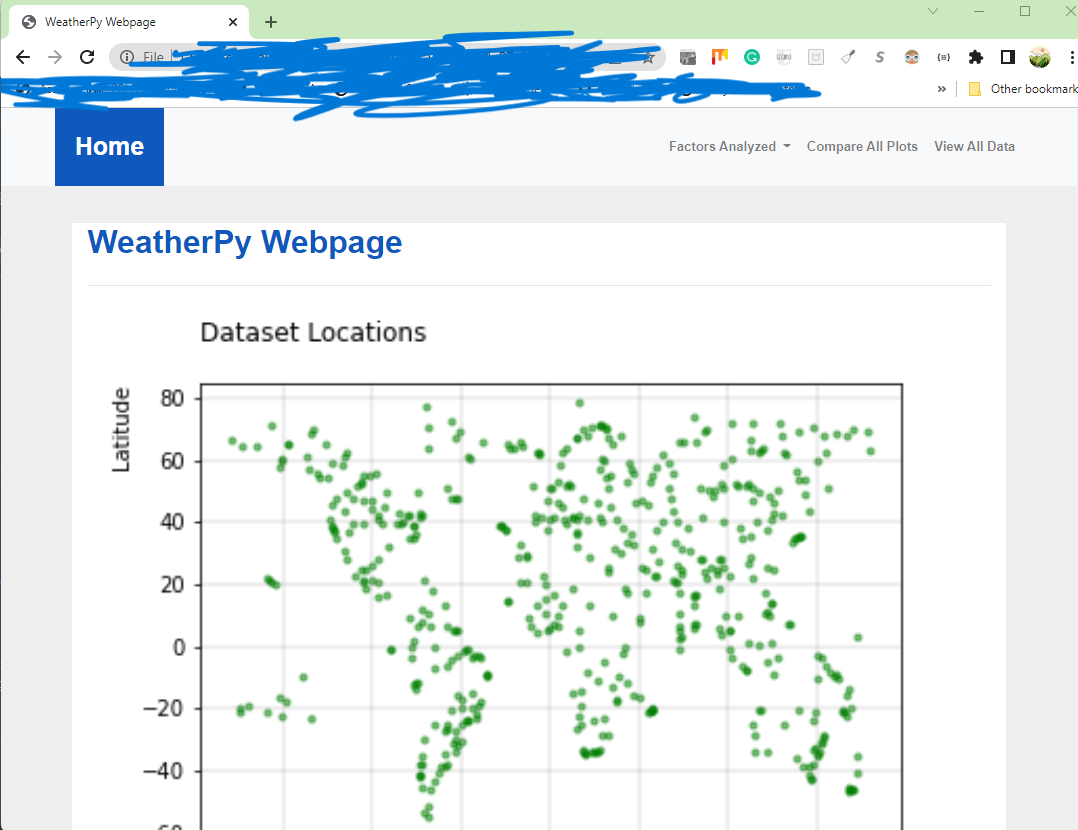 WeatherPy Webpage
File
Other bookmark
Home
Factors Analyzed
Compare All Plots
View All Data
WeatherPy Webpage
Dataset Locations
Latitude
80
60
40
20
0
−20
−40